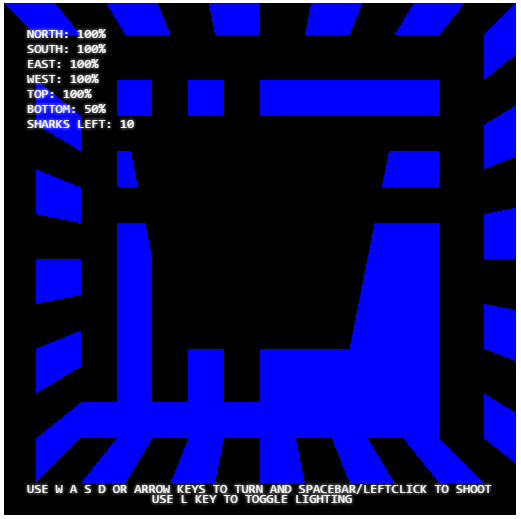 NORTH: 100%
SOUTH: 100%
EAST: 100%
WEST: 100%
TOP: 100%
BOTTOM: 50%
SHARKS LEFT: 10
USE W A S D OR ARROW KEYS TO TURN AND SPACEBAR/LEFTCLICK TO SHOOT
USE L KEY TO TOGGLE LIGHTING